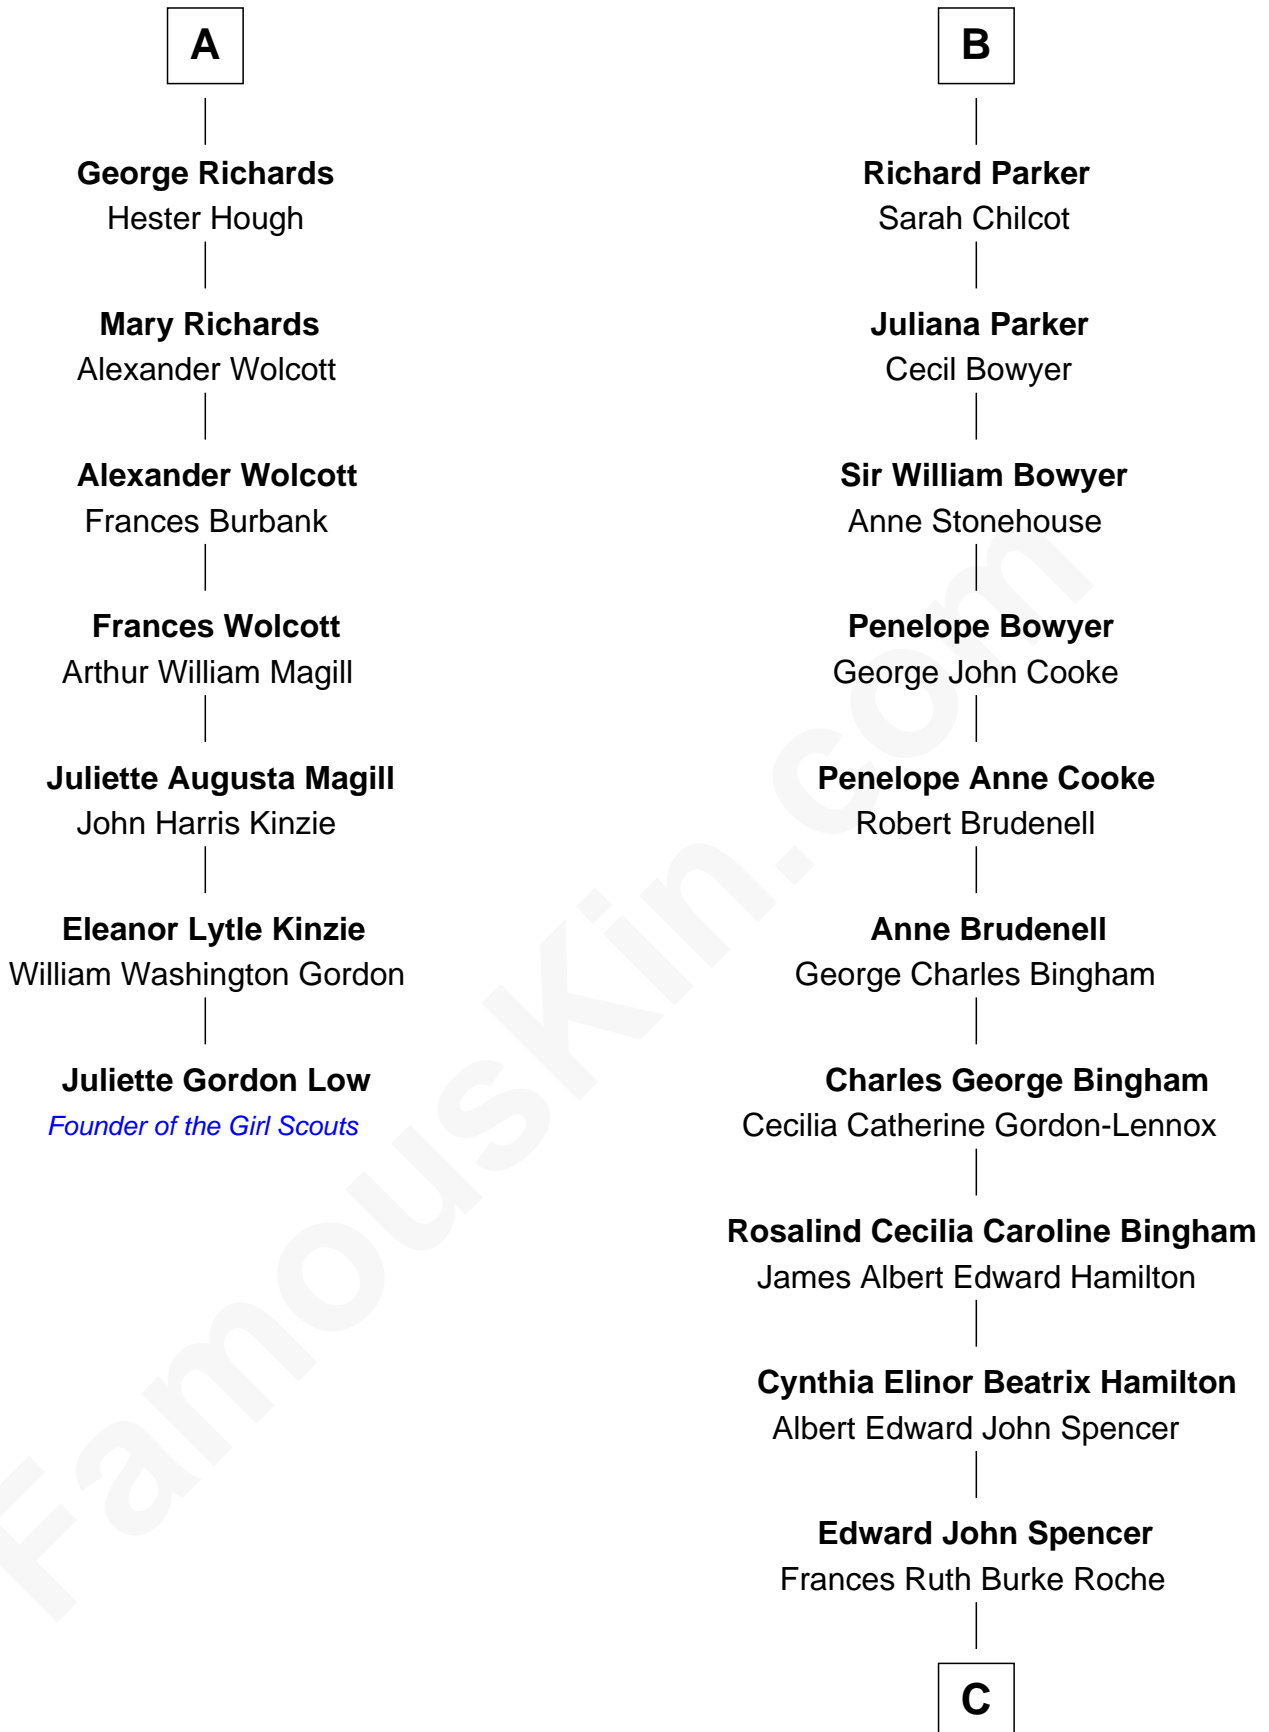 A
George Richards
Hester Hough
Mary Richards
Alexander Wolcott
Alexander Wolcott
Frances Burbank
Frances Wolcott
Arthur William Magill
Juliette Augusta Magill
John Harris Kinzie
Eleanor Lytle Kinzie
William Washington Gordon
Juliette Gordon Low
Founder of the Girl Scouts
B
Richard Parker
Sarah Chilcot
Juliana Parker
Cecil Bowyer
Sir William Bowyer
Anne Stonehouse
Penelope Bowyer
George John Cooke
Penelope Anne Cooke
Robert Brudenell
Anne Brudenell
George Charles Bingham
Charles George Bingham
Cecilia Catherine Gordon-Lennox
Rosalind Cecilia Caroline Bingham
James Albert Edward Hamilton
Cynthia Elinor Beatrix Hamilton
Albert Edward John Spencer
Edward John Spencer
Frances Ruth Burke Roche
C
FamousKin.com